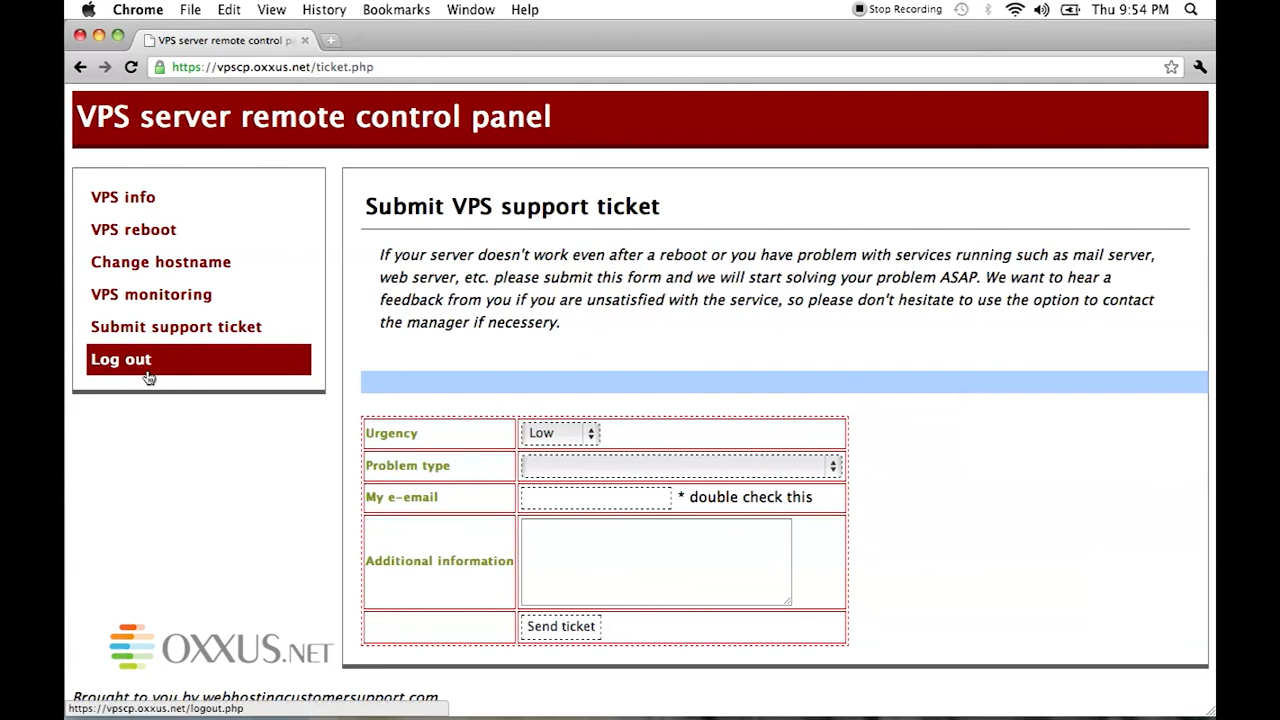 Chrome File Edit View History Bookmarks Window Help Stop Recording Thu 9:54 PM
VPS server remote control pa
https://vpscp.oxxus.net/ticket.php
VPS server remote control panel
VPS info
VPS reboot
Change hostname
VPS monitoring
Submit support ticket
Log out
Submit VPS support ticket
If your server doesn't work even after a reboot or you have problem with services running such as mail server,
web server, etc. please submit this form and we will start solving your problem ASAP. We want to hear a
feedback from you if you are unsatisfied with the service, so please don't hesitate to use the option to contact
the manager if necessary.
Urgency Low
Problem type
My e-email * double check this
Additional information
Send ticket
OXXUS.NET
Brought to you by webhostingcustomersupport.com
https://vpscp.oxxus.net/logout.php